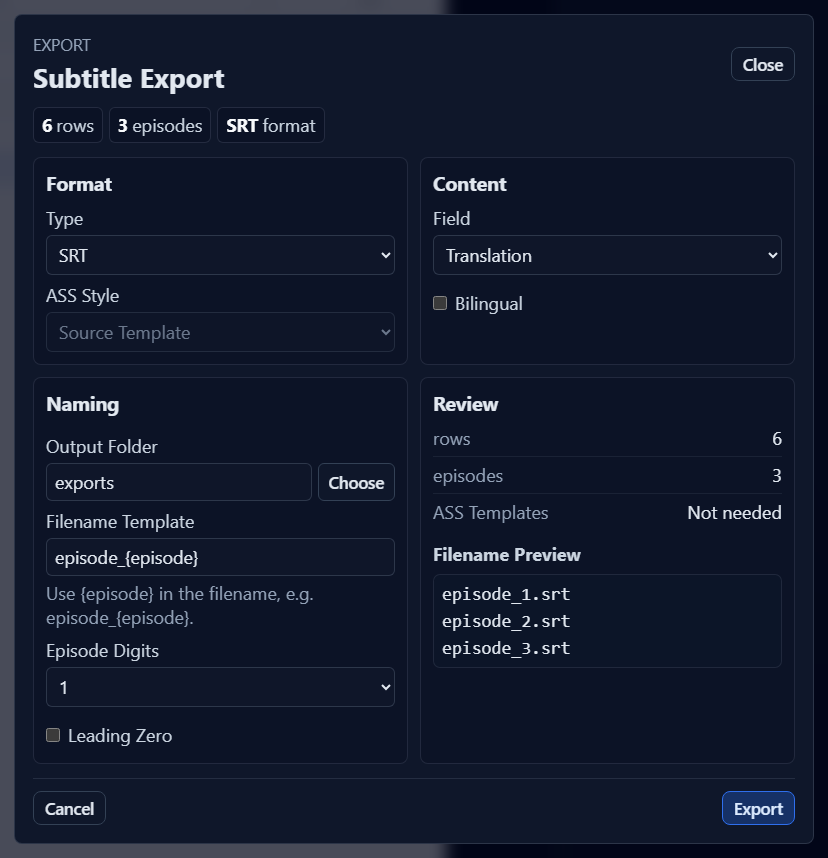 EXPORT
Subtitle Export
Close
6 rows
3 episodes
SRT format
Format
Type
SRT
ASS Style
Source Template
Content
Field
Translation
Bilingual
Naming
Output Folder
exports
Choose
Filename Template
episode_{episode}
Use {episode} in the filename, e.g.
episode_{episode}.
Episode Digits
1
Leading Zero
Review
rows 6
episodes 3
ASS Templates Not needed
Filename Preview
episode_1.srt
episode_2.srt
episode_3.srt
Cancel
Export